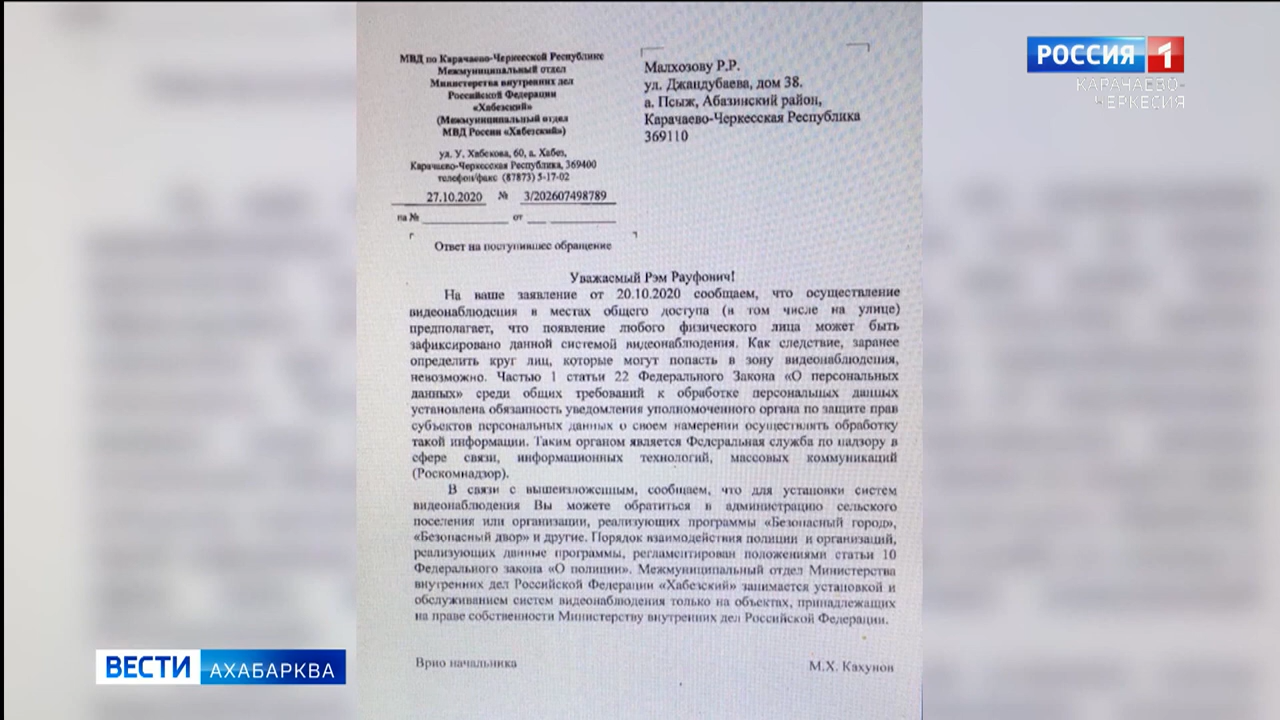 МВД по Карачаево-Черкесской Республике
Межмуниципальный отдел
Министерства внутренних дел
Российской Федерации
«Хабезский»
(Межмуниципальный отдел
МВД России «Хабезский»)
ул. У. Хабекова, 60, а. Хабез,
Карачаево-Черкесская Республика, 369400
телефон/факс (87873) 5-17-02
27.10.2020 № 3/202607498789
на № ____________ от ___ __________
Ответ на поступившее обращение
Малхозову Р.Р.
ул. Джандубаева, дом 38.
а. Псыж, Абазинский район,
Карачаево-Черкесская Республика
369110
РОССИЯ 1
КАРАЧАЕВО-
ЧЕРКЕСИЯ
Уважаемый Рэм Рауфович!
На ваше заявление от 20.10.2020 сообщаем, что осуществление
видеонаблюдения в местах общего доступа (в том числе на улице)
предполагает, что появление любого физического лица может быть
зафиксировано данной системой видеонаблюдения. Как следствие, заранее
определить круг лиц, которые могут попасть в зону видеонаблюдения,
невозможно. Частью 1 статьи 22 Федерального Закона «О персональных
данных» среди общих требований к обработке персональных данных
установлена обязанность уведомления уполномоченного органа по защите прав
субъектов персональных данных о своем намерении осуществлять обработку
такой информации. Таким органом является Федеральная служба по надзору в
сфере связи, информационных технологий, массовых коммуникаций
(Роскомнадзор).
В связи с вышеизложенным, сообщаем, что для установки систем
видеонаблюдения Вы можете обратиться в администрацию сельского
поселения или организации, реализующих программы «Безопасный город»,
«Безопасный двор» и другие. Порядок взаимодействия полиции и организаций,
реализующих данные программы, регламентирован положениями статьи 10
Федерального закона «О полиции». Межмуниципальный отдел Министерства
внутренних дел Российской Федерации «Хабезский» занимается установкой и
обслуживанием систем видеонаблюдения только на объектах, принадлежащих
на праве собственности Министерству внутренних дел Российской Федерации.
Врио начальника М.Х. Кахунов
ВЕСТИ АХАБАРКВА